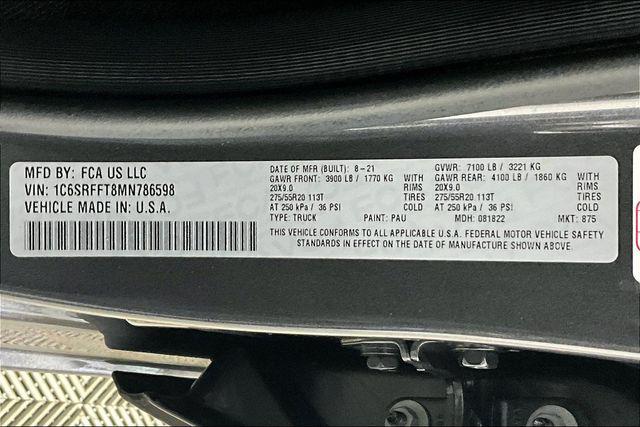 MFD BY: FCA US LLC
VIN: 1C6SRFFT8MN786598
VEHICLE MADE IN: U.S.A.
DATE OF MFR (BUILT): 8-21 GVWR: 7100 LB / 3221 KG
GAWR FRONT: 3900 LB / 1770 KG WITH GAWR REAR: 4100 LB / 1860 KG WITH
20X9.0 RIMS 20X9.0 RIMS
275/55R20 113T TIRES 275/55R20 113T TIRES
AT 250 kPa / 36 PSI COLD AT 250 kPa / 36 PSI COLD
TYPE: TRUCK PAINT: PAU MDH: 081822 MKT: 875
THIS VEHICLE CONFORMS TO ALL APPLICABLE U.S.A. FEDERAL MOTOR VEHICLE SAFETY
STANDARDS IN EFFECT ON THE DATE OF MANUFACTURE SHOWN ABOVE.